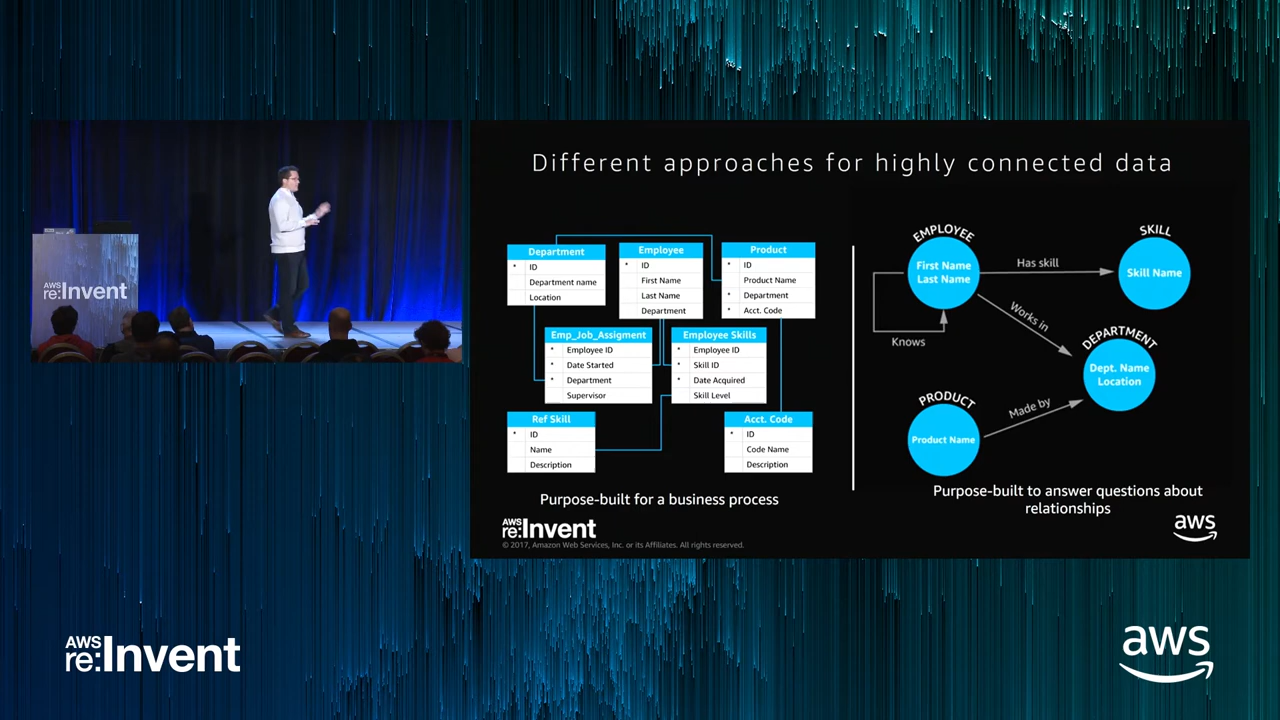 Different approaches for highly connected data
Department
* ID
Department name
Location
Employee
* ID
First Name
Last Name
Department
Product
* ID
* Product Name
* Department
* Acct. Code
Emp_Job_Assigment
* Employee ID
* Date Started
* Department
Supervisor
Employee Skills
* Employee ID
* Skill ID
* Date Acquired
Skill Level
Ref Skill
* ID
Name
Description
Acct. Code
* ID
Code Name
Description
Purpose-built for a business process
EMPLOYEE
First Name
Last Name
Has skill
SKILL
Skill Name
Knows
Works in
DEPARTMENT
Dept. Name
Location
PRODUCT
Product Name
Made by
Purpose-built to answer questions about
relationships
AWS
re:Invent
© 2017, Amazon Web Services, Inc. or its Affiliates. All rights reserved.
aws
AWS
re:Invent
AWS
re:Invent
aws